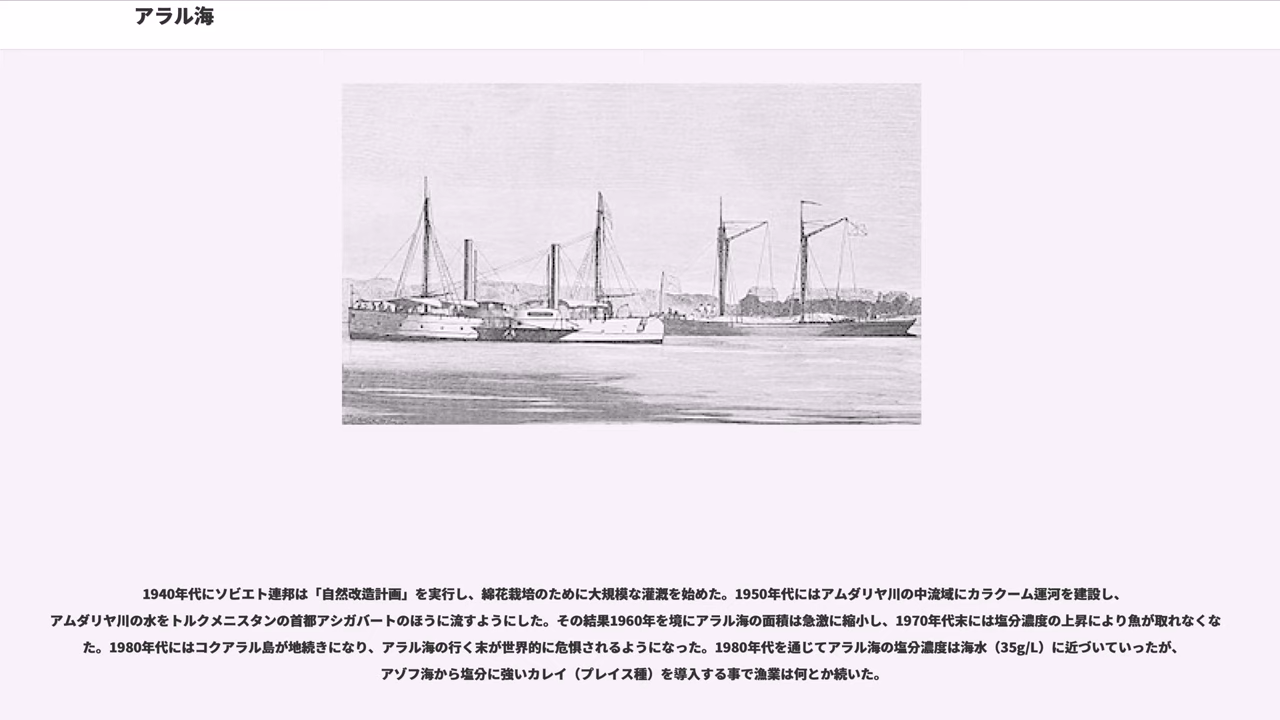 アラル海
1940年代にソビエト連邦は「自然改造計画」を実行し、綿花栽培のために大規模な灌漑を始めた。1950年代にはアムダリヤ川の中流域にカラクーム運河を建設し、
アムダリヤ川の水をトルクメニスタンの首都アシガバートのほうに流すようにした。その結果1960年を境にアラル海の面積は急激に縮小し、1970年代末には塩分濃度の上昇により魚が取れなくな
た。1980年代にはコクアラル島が地続きになり、アラル海の行く末が世界的に危惧されるようになった。1980年代を通じてアラル海の塩分濃度は海水（35g/L）に近づいていったが、
アゾフ海から塩分に強いカレイ（プレイス種）を導入する事で漁業は何とか続いた。